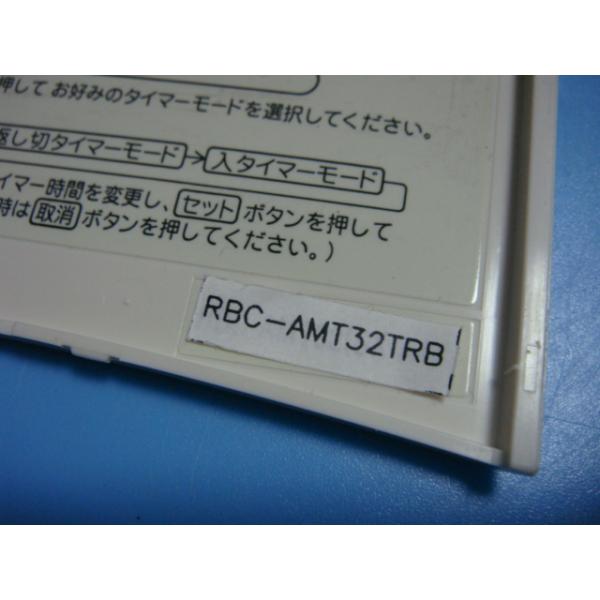 押して お好みのタイマーモードを選択してください。
返し切タイマーモード→入タイマーモード
イマー時間を変更し、セット ボタンを押して
時は 取消 ボタンを押してください。)
RBC-AMT32TRB